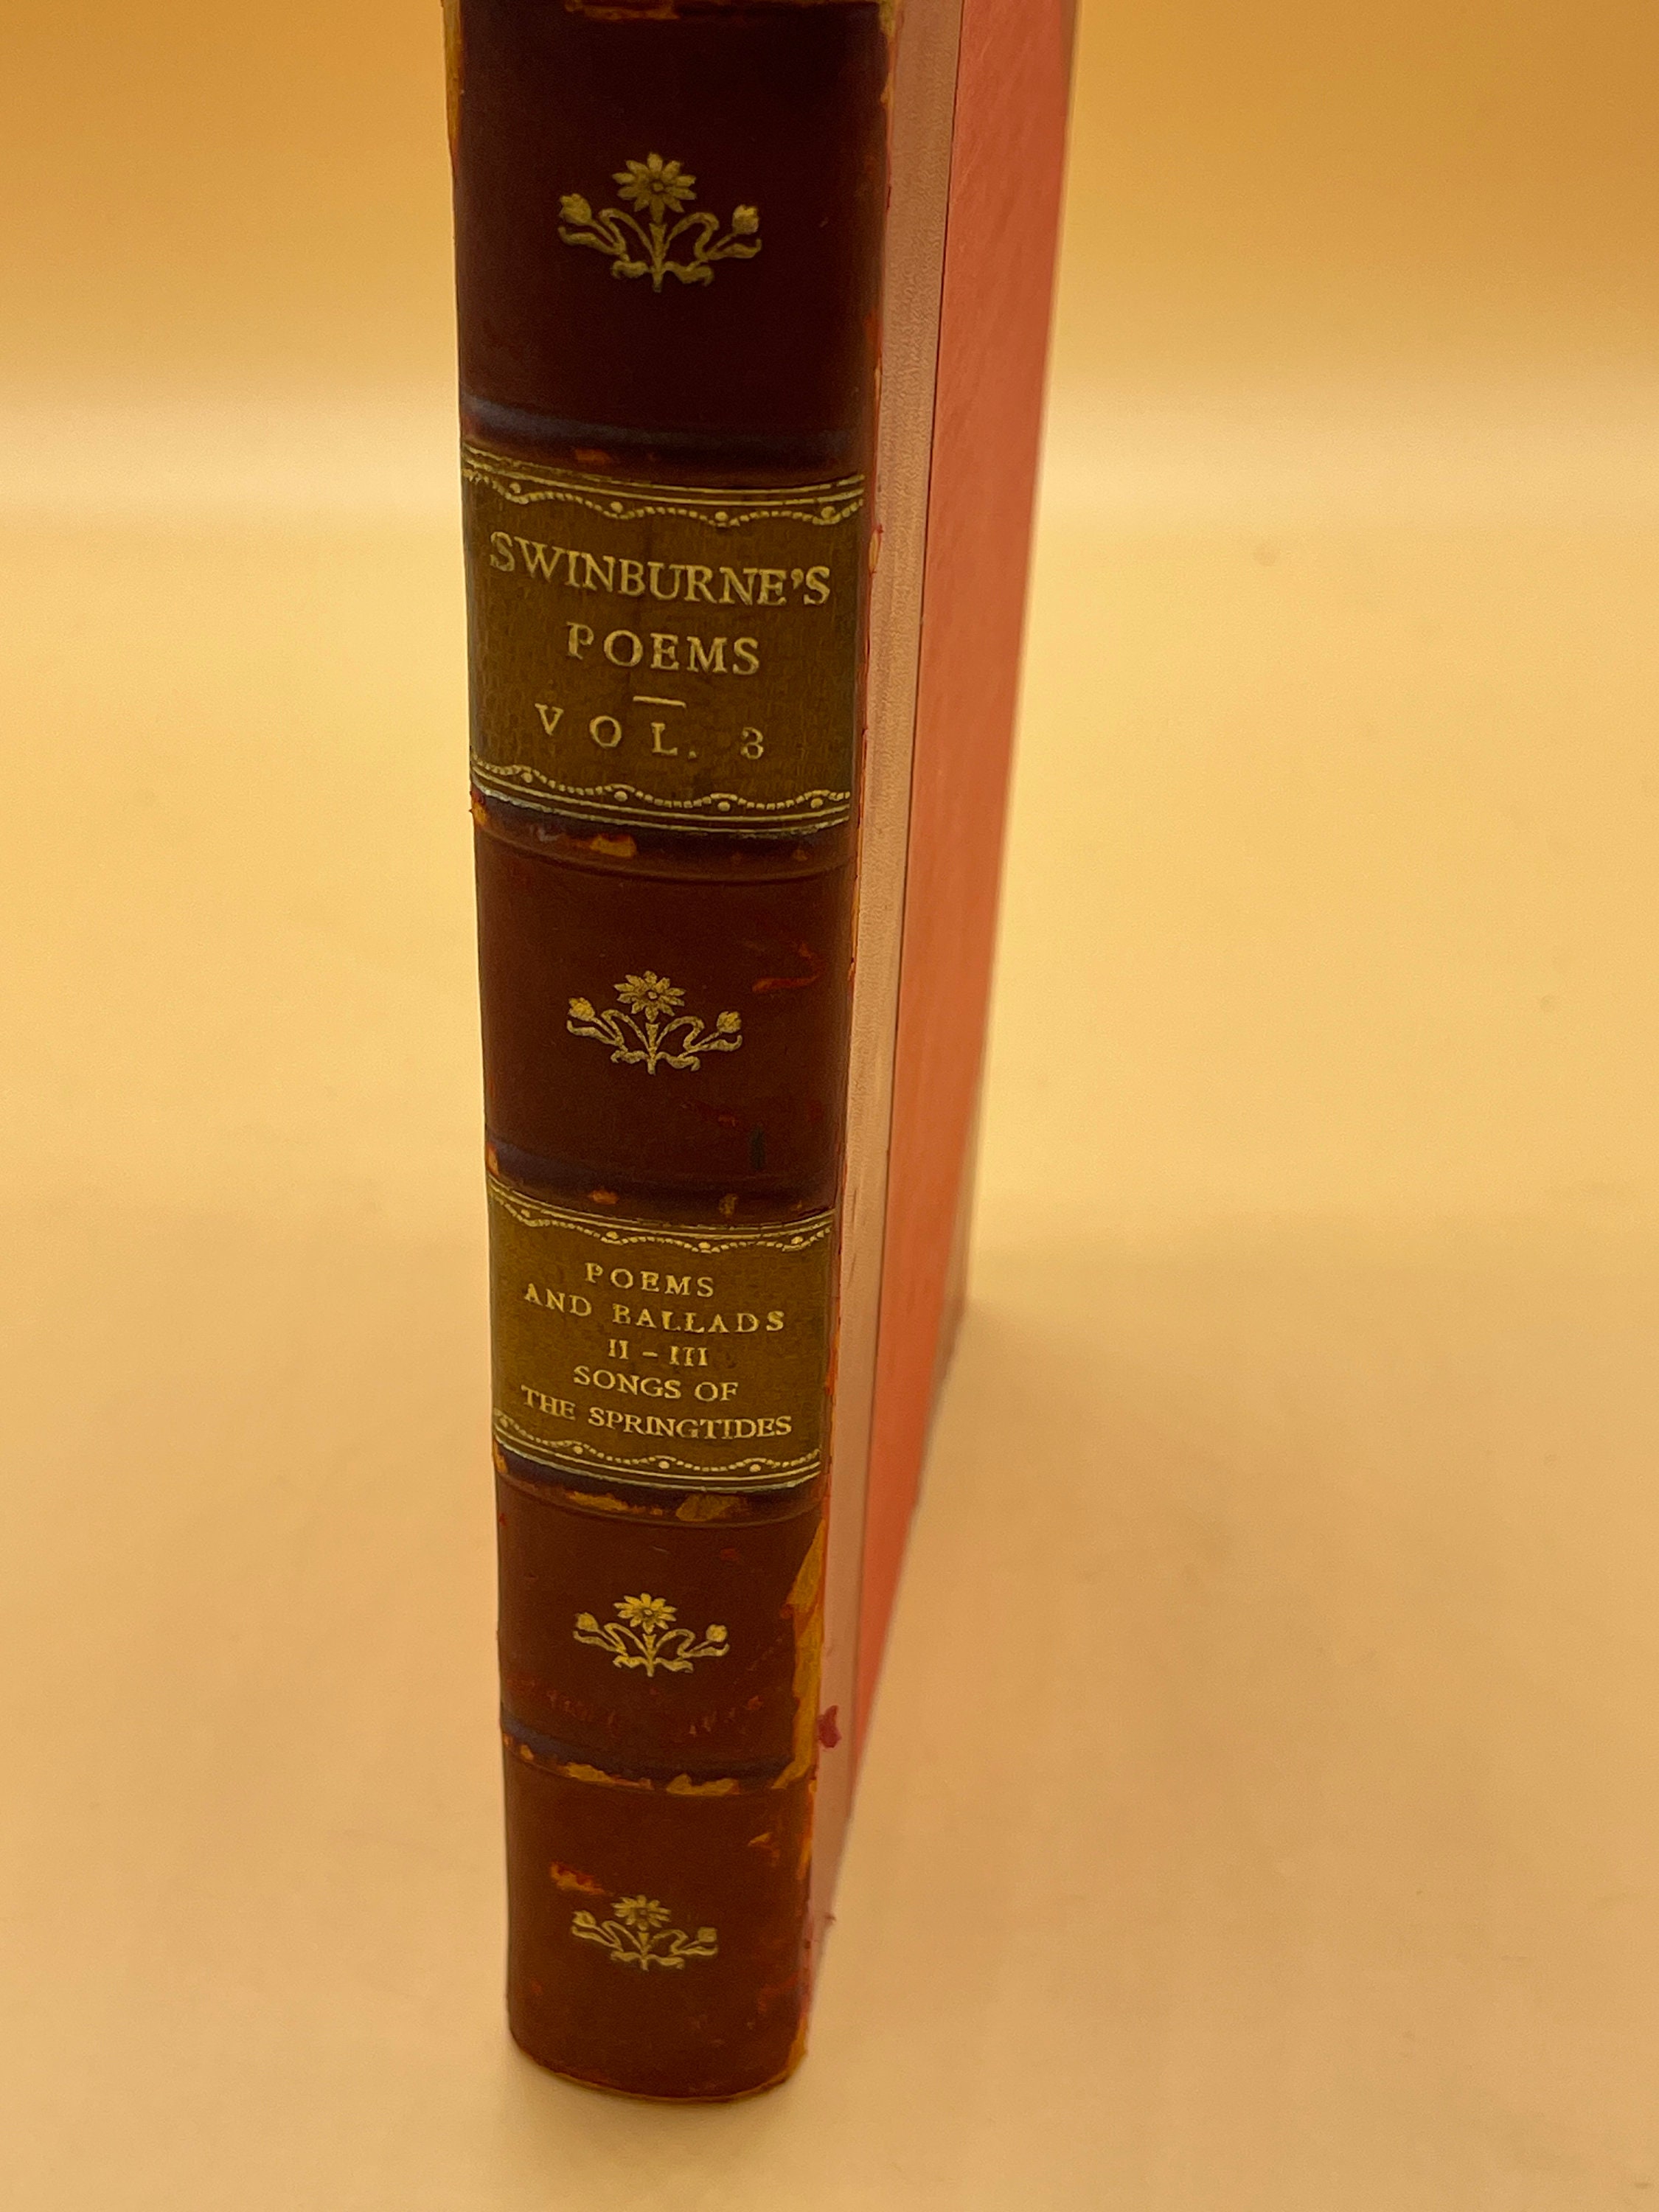 SWINBURNE'S
POEMS
VOL. 3
POEMS
AND BALLADS
II – III
SONGS OF
THE SPRINGTIDES